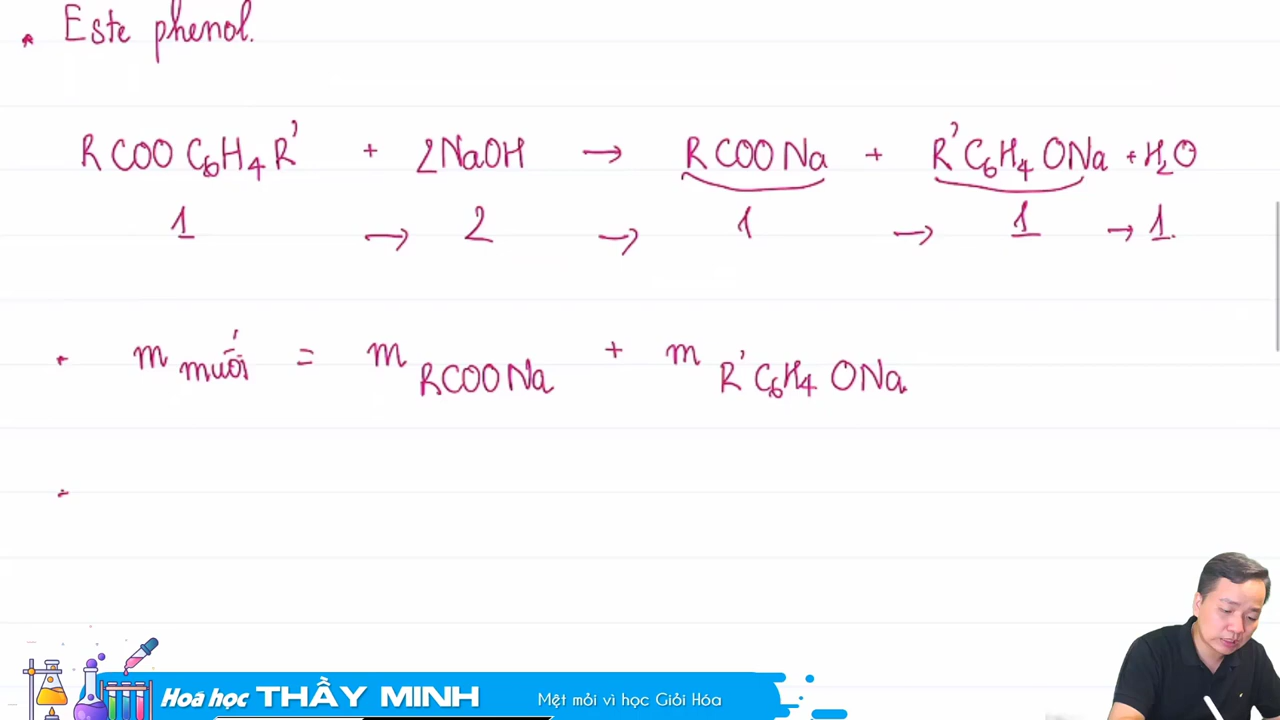 * Este phenol.
RCOOC₆H₄R' + 2NaOH → RCOONa + R'C₆H₄ONa + H₂O
1 → 2 → 1 → 1 → 1.
• m muối = m RCOONa + m R'C₆H₄ONa
•
Hoá học THẦY MINH
Mệt mỏi vì học Giỏi Hóa